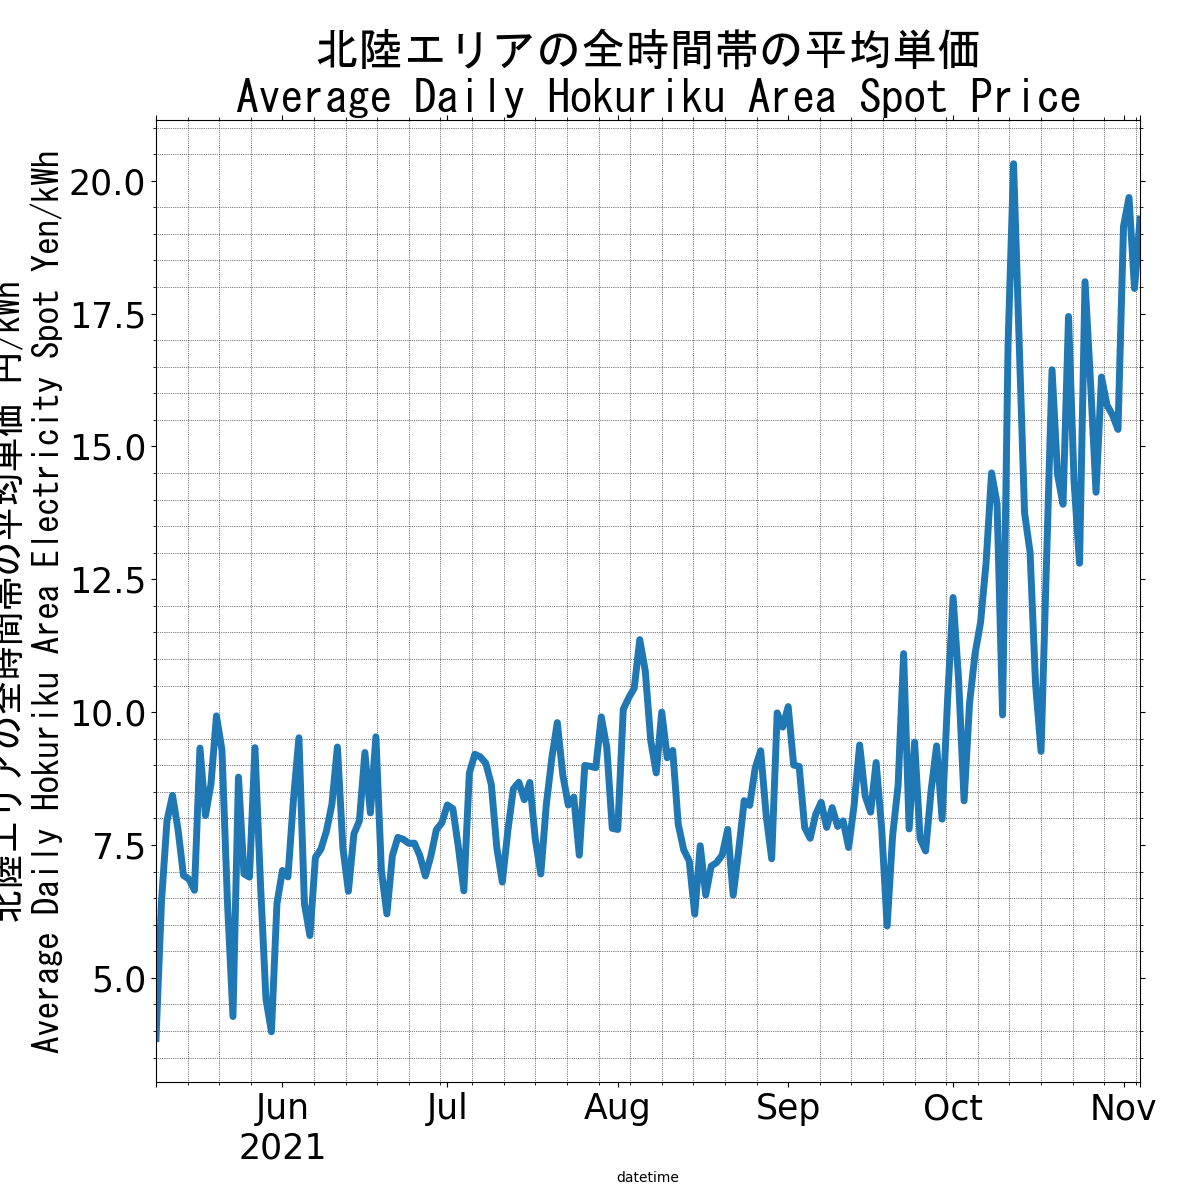 北陸エリアの全時間帯の平均単価
Average Daily Hokuriku Area Spot Price
北陸エリアの全時間帯の平均単価 円/kWh
Average Daily Hokuriku Area Electricity Spot Yen/kWh
20.0
17.5
15.0
12.5
10.0
7.5
5.0
Jun Jul Aug Sep Oct Nov
2021
datetime